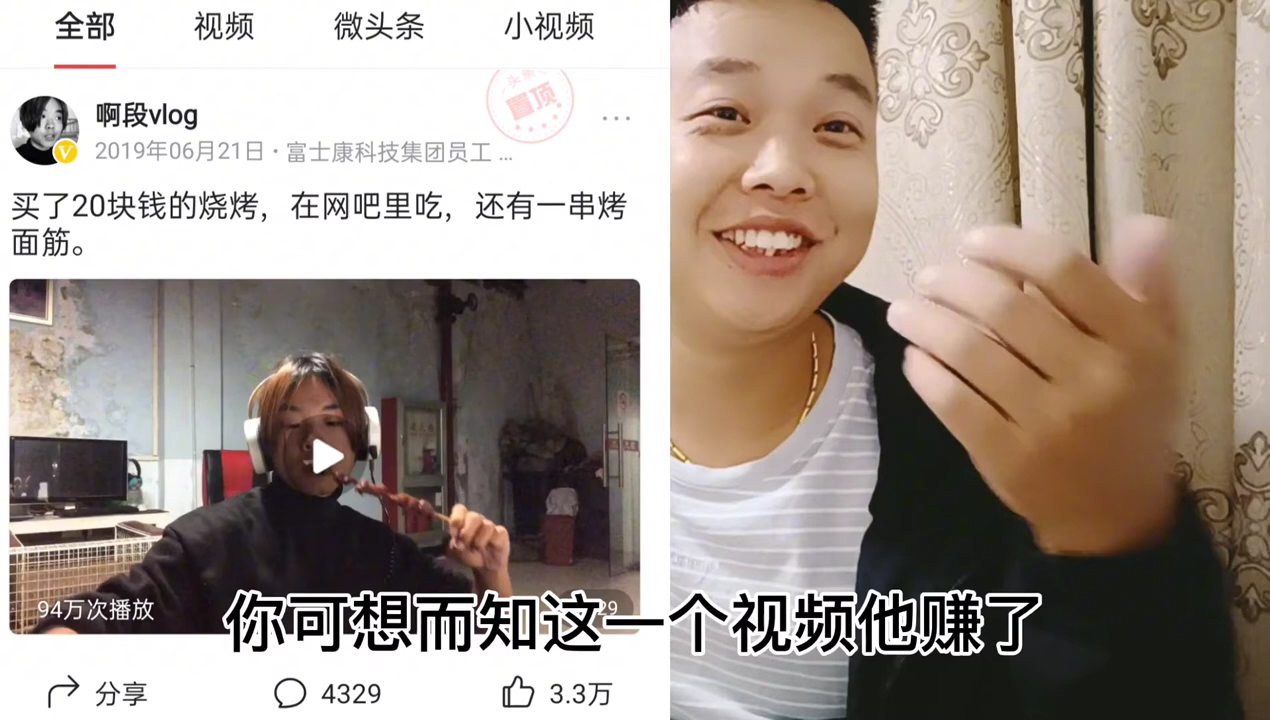 全部 视频 微头条 小视频
啊段vlog
置顶
2019年06月21日·富士康科技集团员工 ...
买了20块钱的烧烤，在网吧里吃，还有一串烤
面筋。
94万次播放
29
你可想而知这一个视频他赚了
分享 4329 3.3万